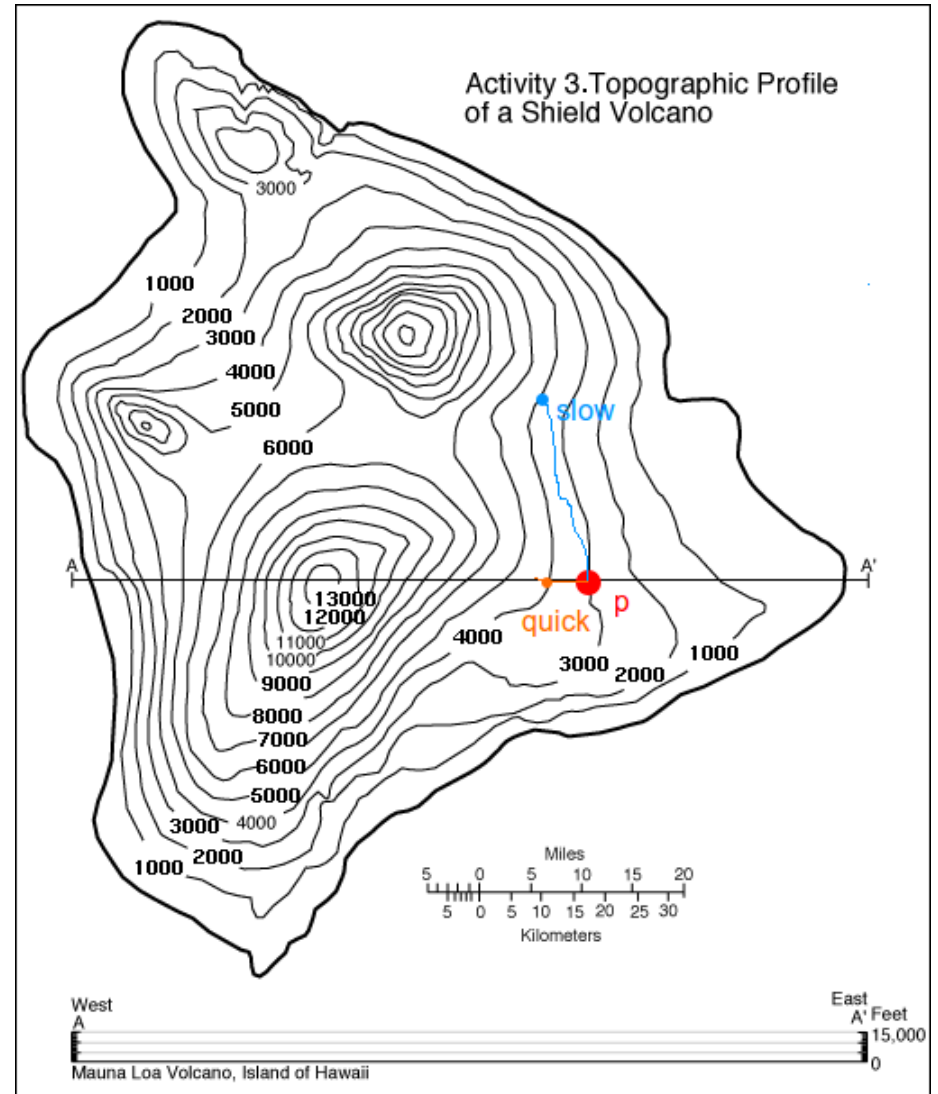 Activity 3.Topographic Profile
of a Shield Volcano
3000
1000
2000
3000
4000
5000
6000
slow
A
A'
13000
12000
p
quick
11000
10000
4000
9000
3000
2000
1000
8000
7000
6000
5000
4000
3000
2000
1000
Miles
5 0 5 10 15 20
5 0 5 10 15 20 25 30
Kilometers
West
East
A
A' Feet
15,000
0
Mauna Loa Volcano, Island of Hawaii